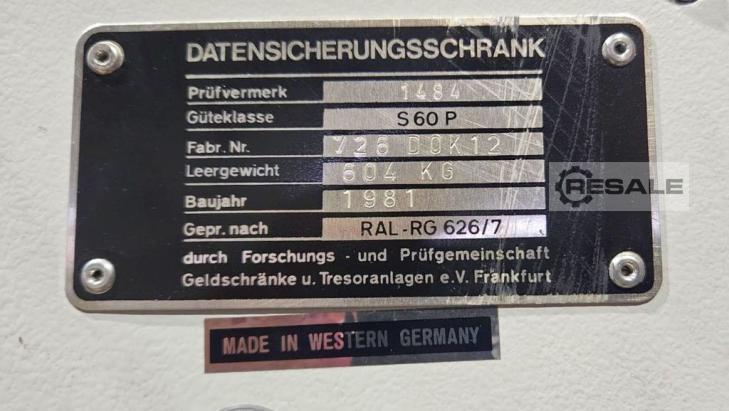 DATENSICHERUNGSSCHRANK
Prüfvermerk 1484
Güteklasse S 60 P
Fabr. Nr. 726 DOK12
Leergewicht 604 KG
Baujahr 1981
Gepr. nach RAL-RG 626/7
durch Forschungs - und Prüfgemeinschaft
Geldschränke u. Tresoranlagen e.V. Frankfurt
RESALE
MADE IN WESTERN GERMANY